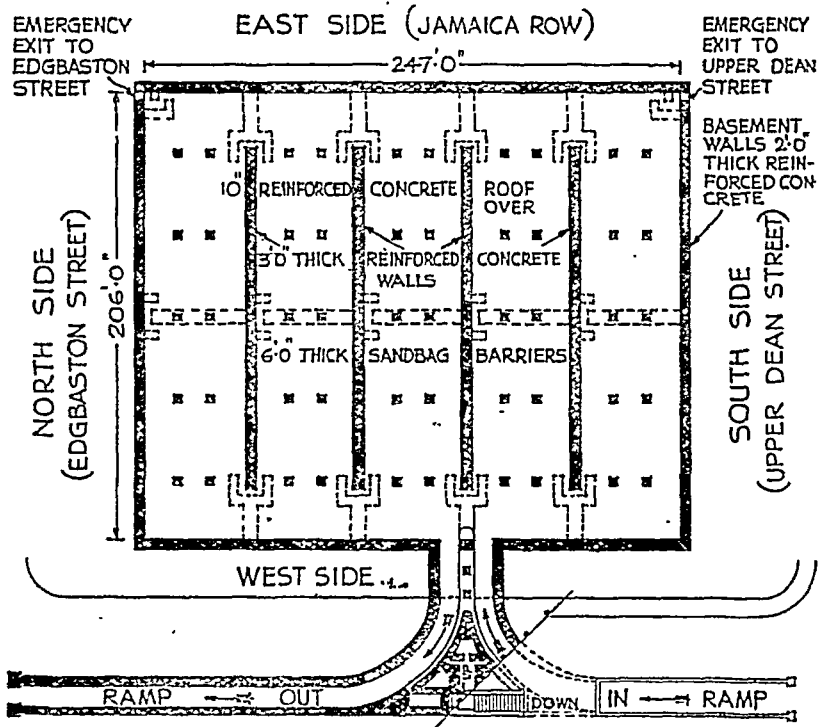 EAST SIDE (JAMAICA ROW)
EMERGENCY
EXIT TO
EDGBASTON
STREET
247'0"
EMERGENCY
EXIT TO
UPPER DEAN
STREET
BASEMENT
WALLS 2'0"
THICK REIN-
FORCED CON-
CRETE
10" REINFORCED CONCRETE ROOF
OVER
3'0" THICK REINFORCED CONCRETE
WALLS
6'0" THICK SANDBAG BARRIERS
NORTH SIDE
(EDGBASTON STREET)
206'0"
SOUTH SIDE
(UPPER DEAN STREET)
WEST SIDE
RAMP OUT
DOWN
IN RAMP